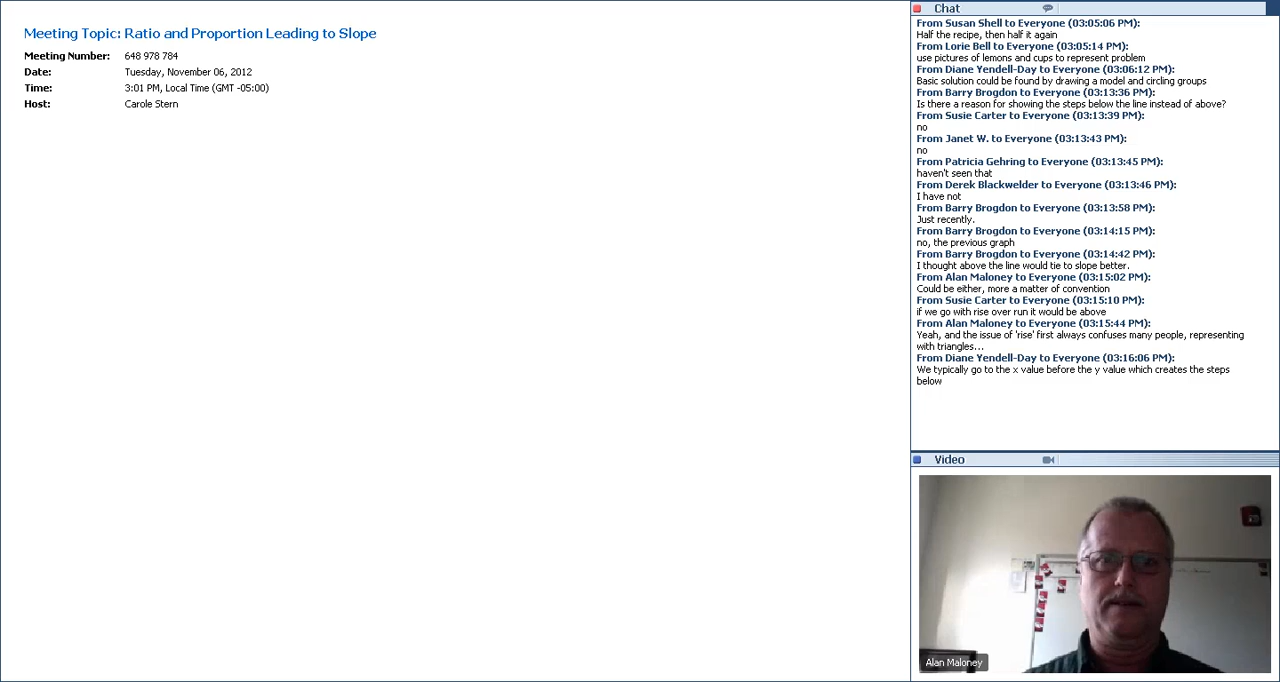 Meeting Topic: Ratio and Proportion Leading to Slope
Meeting Number: 648 978 784
Date: Tuesday, November 06, 2012
Time: 3:01 PM, Local Time (GMT -05:00)
Host: Carole Stern
Chat
From Susan Shell to Everyone (03:05:06 PM):
Half the recipe, then half it again
From Lorie Bell to Everyone (03:05:14 PM):
use pictures of lemons and cups to represent problem
From Diane Yendell-Day to Everyone (03:06:12 PM):
Basic solution could be found by drawing a model and circling groups
From Barry Brogdon to Everyone (03:13:36 PM):
Is there a reason for showing the steps below the line instead of above?
From Susie Carter to Everyone (03:13:39 PM):
no
From Janet W. to Everyone (03:13:43 PM):
no
From Patricia Gehring to Everyone (03:13:45 PM):
haven't seen that
From Derek Blackwelder to Everyone (03:13:46 PM):
I have not
From Barry Brogdon to Everyone (03:13:58 PM):
Just recently.
From Barry Brogdon to Everyone (03:14:15 PM):
no, the previous graph
From Barry Brogdon to Everyone (03:14:42 PM):
I thought above the line would tie to slope better.
From Alan Maloney to Everyone (03:15:02 PM):
Could be either, more a matter of convention
From Susie Carter to Everyone (03:15:10 PM):
if we go with rise over run it would be above
From Alan Maloney to Everyone (03:15:44 PM):
Yeah, and the issue of 'rise' first always confuses many people, representing
with triangles...
From Diane Yendell-Day to Everyone (03:16:06 PM):
We typically go to the x value before the y value which creates the steps
below
Video
Alan Maloney